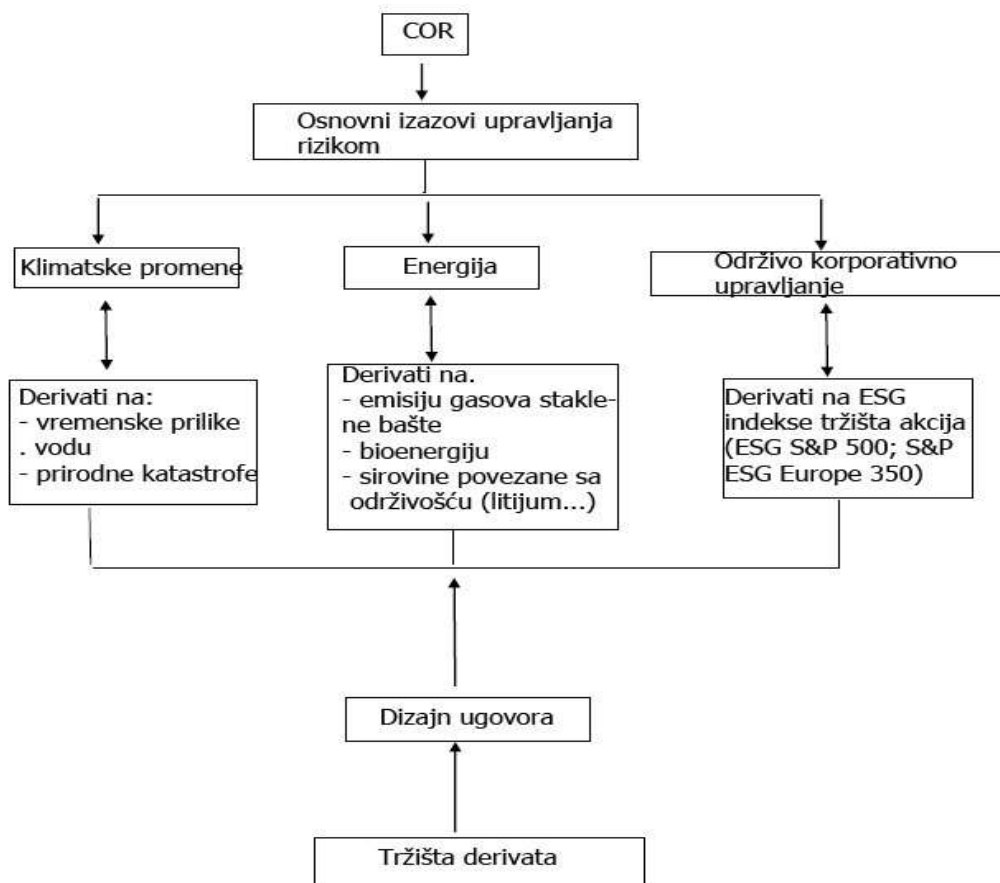 COR
Osnovni izazovi upravljanja
rizikom
Klimatske promene
Energija
Održivo korporativno
upravljanje
Derivati na:
- vremenske prilike
. vodu
- prirodne katastrofe
Derivati na.
- emisiju gasova stakle-
ne bašte
- bioenergiju
- sirovine povezane sa
održivošću (litijum...)
Derivati na ESG
indekse tržišta akcija
(ESG S&P 500; S&P
ESG Europe 350)
Dizajn ugovora
Tržišta derivata